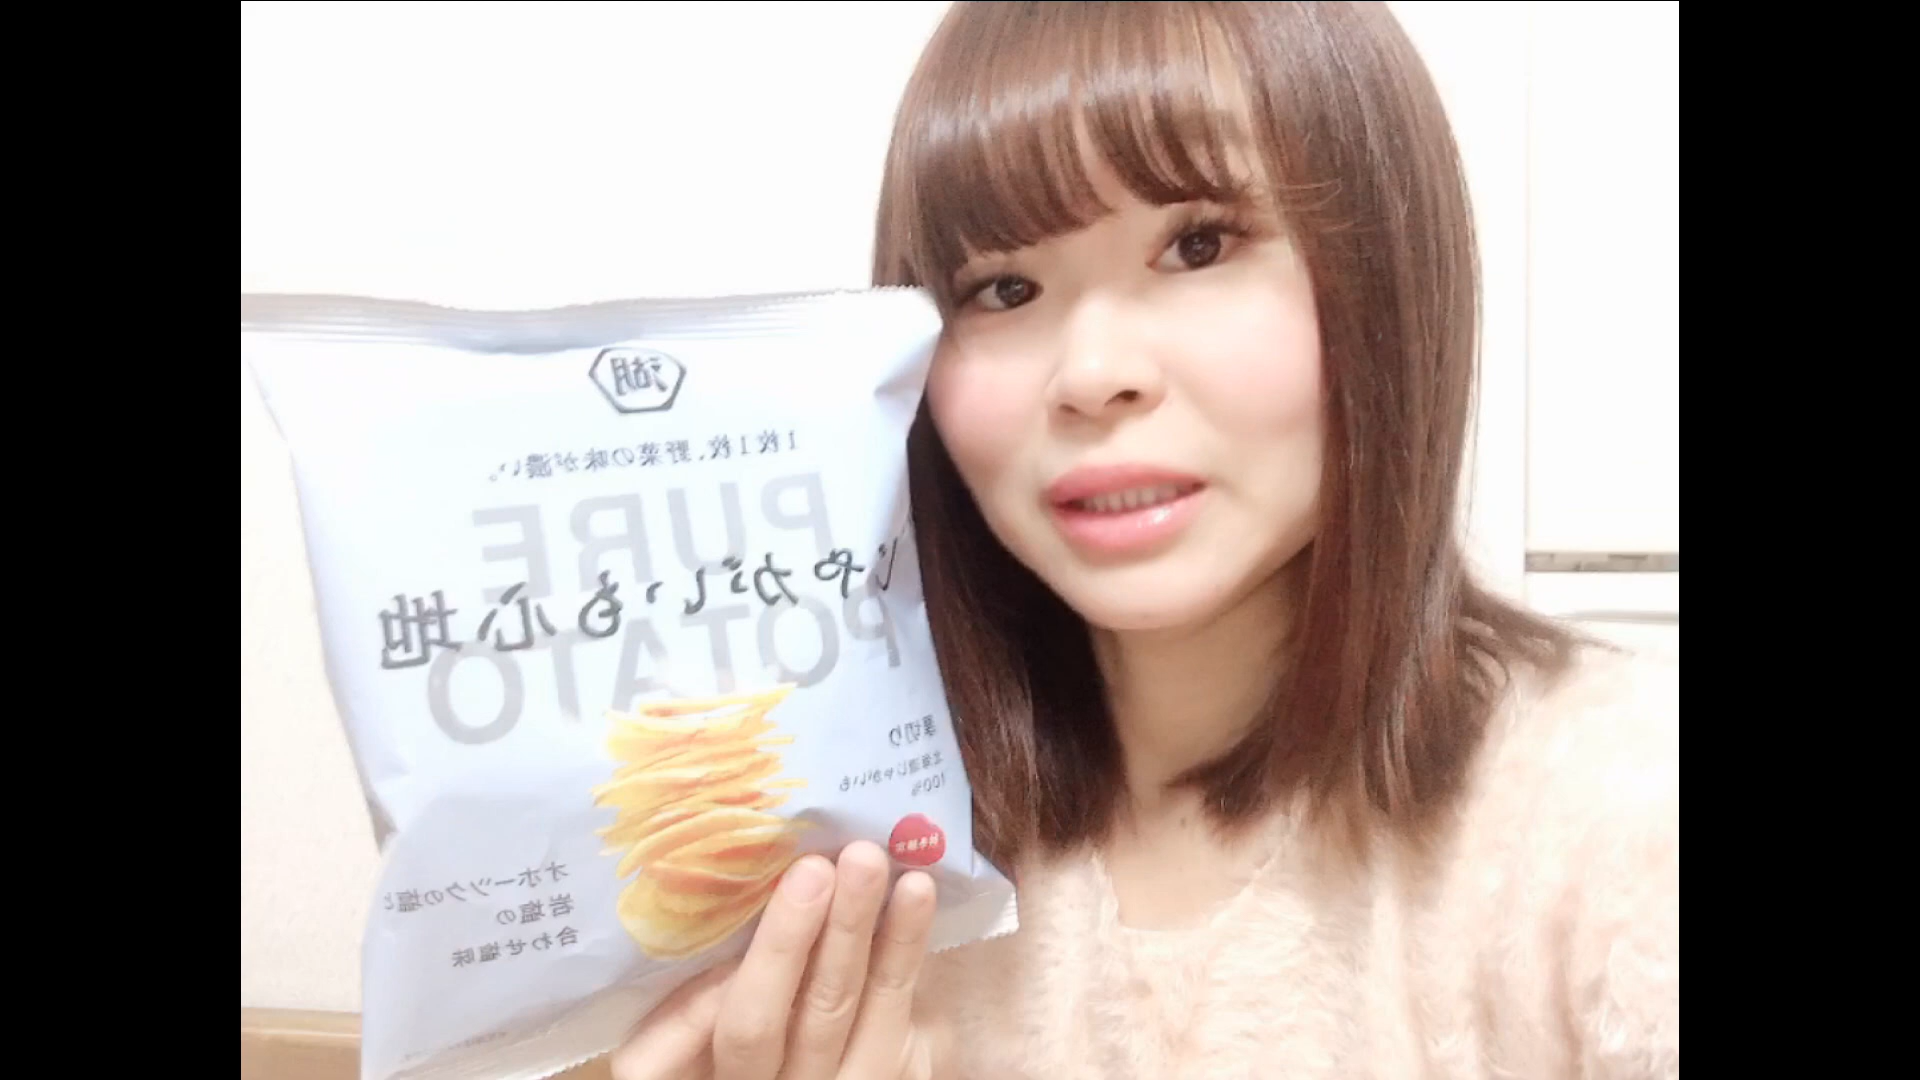 湖
1枚1枚、野菜の味が濃い。
PURE
じゃがいも心地
POTATO
厚切り
北海道じゃがいも
100%
オホーツクの塩と
岩塩の
合わせ塩味